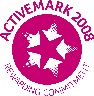 ACTIVEMARK 2008
REWARDING COMMITMENT